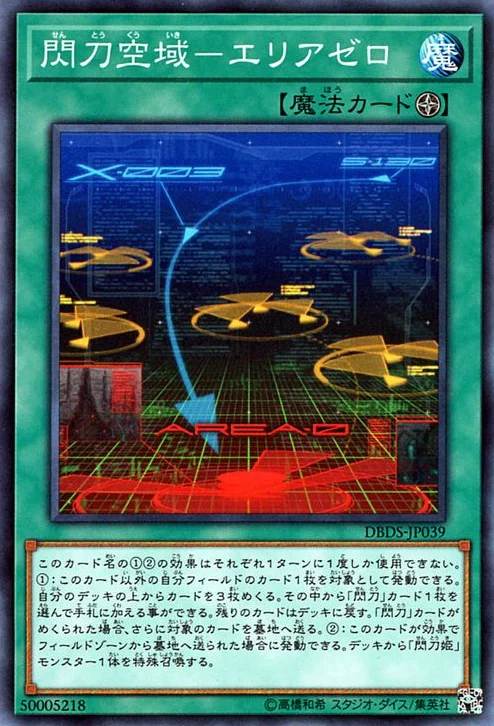 閃刀空域－エリアゼロ
魔
【魔法カード】
X-003
S-130
AREA-0
DBDS-JP039
このカード名の①②の効果はそれぞれ1ターンに1度しか使用できない。
①：このカード以外の自分フィールドのカード1枚を対象として発動できる。
自分のデッキの上からカードを3枚めくる。その中から「閃刀」カード1枚を
選んで手札に加える事ができる。残りのカードはデッキに戻す。「閃刀」カードが
めくられた場合、さらに対象のカードを墓地へ送る。②：このカードが効果で
フィールドゾーンから墓地へ送られた場合に発動できる。デッキから「閃刀姫」
モンスター1体を特殊召喚する。
50005218
©高橋和希 スタジオ・ダイス/集英社